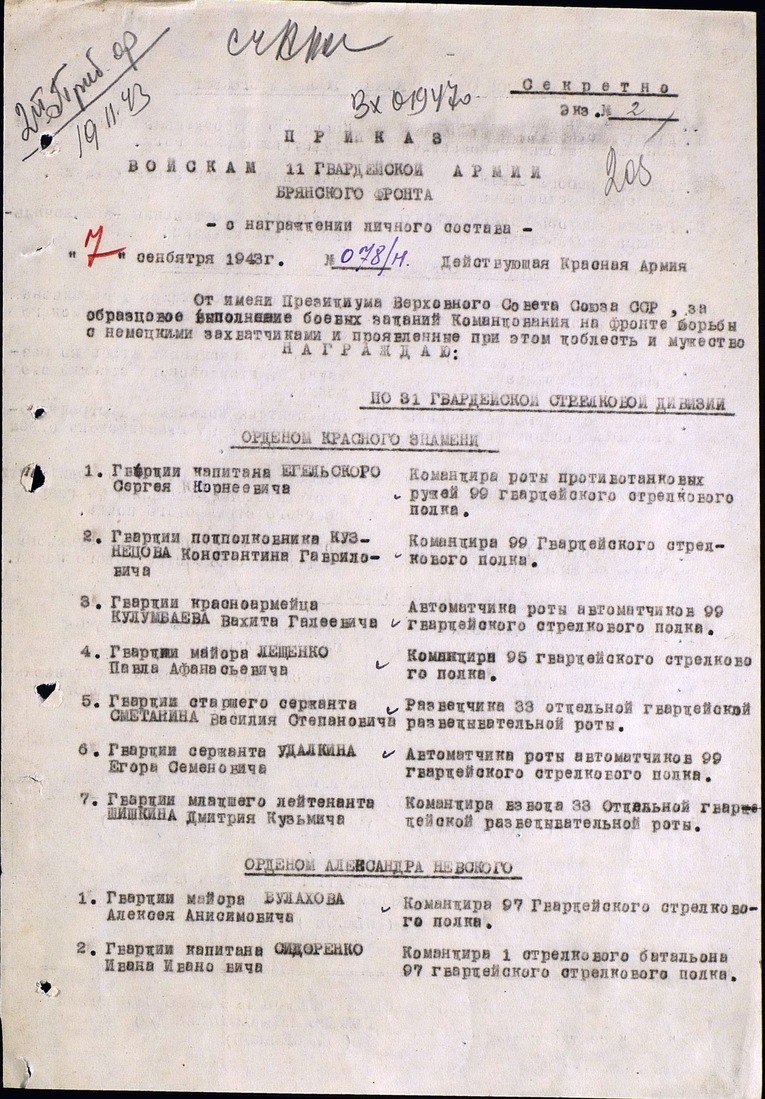 19 11.43
Вх 01947
Секретно
Экз.№ 2
ПРИКАЗ
205
ВОЙСКАМ 11 ГВАРДЕЙСКОЙ АРМИИ
БРЯНСКОГО ФРОНТА
- о награждении личного состава -
" 7 " сенбятря 1943г. № 078/н. Действующая Красная Армия
От имени Президиума Верховного Совета Союза ССР , за
образцовое выполнение боевых заданий Командования на фронте борьбы
с немецкими захватчиками и проявленные при этом доблесть и мужество
НАГРАЖДАЮ:
ПО 31 ГВАРДЕЙСКОЙ СТРЕЛКОВОЙ ДИВИЗИИ
ОРДЕНОМ КРАСНОГО ЗНАМЕНИ
1. Гвардии капитана ЕГЕЛЬСКОРО
Сергея Корнеевича
Командира роты противотанковых
ружей 99 гвардейского стрелкового
полка.
2. Гвардии подполковника КУЗ-
НЕЦОВА Константина Гаврило-
вича
Командира 99 Гвардейского стрел-
кового полка.
3. Гвардии красноармейца
КУЛУМБАЕВА Вахита Галеевича
Автоматчика роты автоматчиков 99
гвардейского стрелкового полка.
4. Гвардии майора ЛЕЩЕНКО
Павла Афанасьевича
Командира 95 гвардейского стрелково
го полка.
5. Гвардии старшего сержанта
СМЕТАНИНА Василия Степановича
Разведчика 33 отдельной гвардейской
разведывательной роты.
6. Гвардии сержанта УДАЛКИНА
Егора Семеновича
Автоматчика роты автоматчиков 99
гвардейского стрелкового полка.
7. Гвардии младшего лейтенанта
ШИШКИНА Дмитрия Кузьмича
Командира взвода 33 Отдельной гварде-
дейской разведывательной роты.
ОРДЕНОМ АЛЕКСАНДРА НЕВСКОГО
1. Гвардии майора БУЛАХОВА
Алексея Анисимовича
Командира 97 Гвардейского стрелково-
го полка.
2. Гвардии капитана СИДОРЕНКО
Ивана Ивано вича
Командира 1 стрелкового батальона
97 гвардейского стрелкового полка.